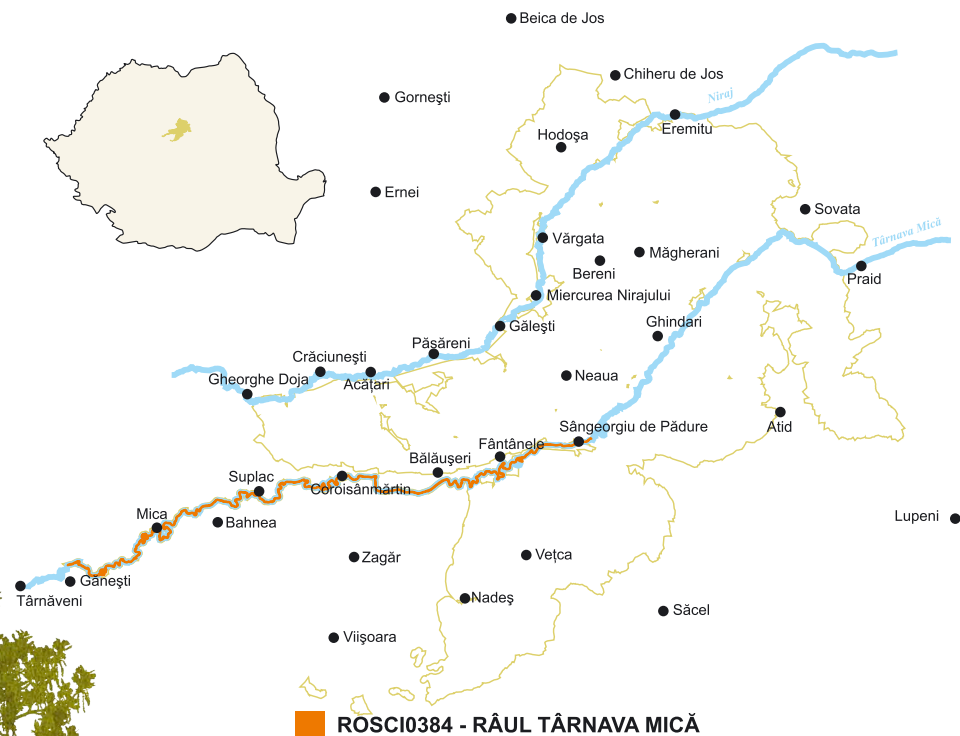 Beica de Jos
Chiheru de Jos
Gorneşti
Niraj
Eremitu
Hodoşa
Ernei
Sovata
Târnava Mică
Vărgata
Măgherani
Bereni
Praid
Miercurea Nirajului
Găleşti
Ghindari
Păsăreni
Crăciuneşti
Gheorghe Doja
Acăţari
Neaua
Sângeorgiu de Pădure
Atid
Fântânele
Bălăuşeri
Suplac
Coroisânmărtin
Mica
Bahnea
Lupeni
Zagăr
Veţca
Găneşti
Târnăveni
Nadeş
Săcel
Viişoara
ROSCI0384 - RÂUL TÂRNAVA MICĂ